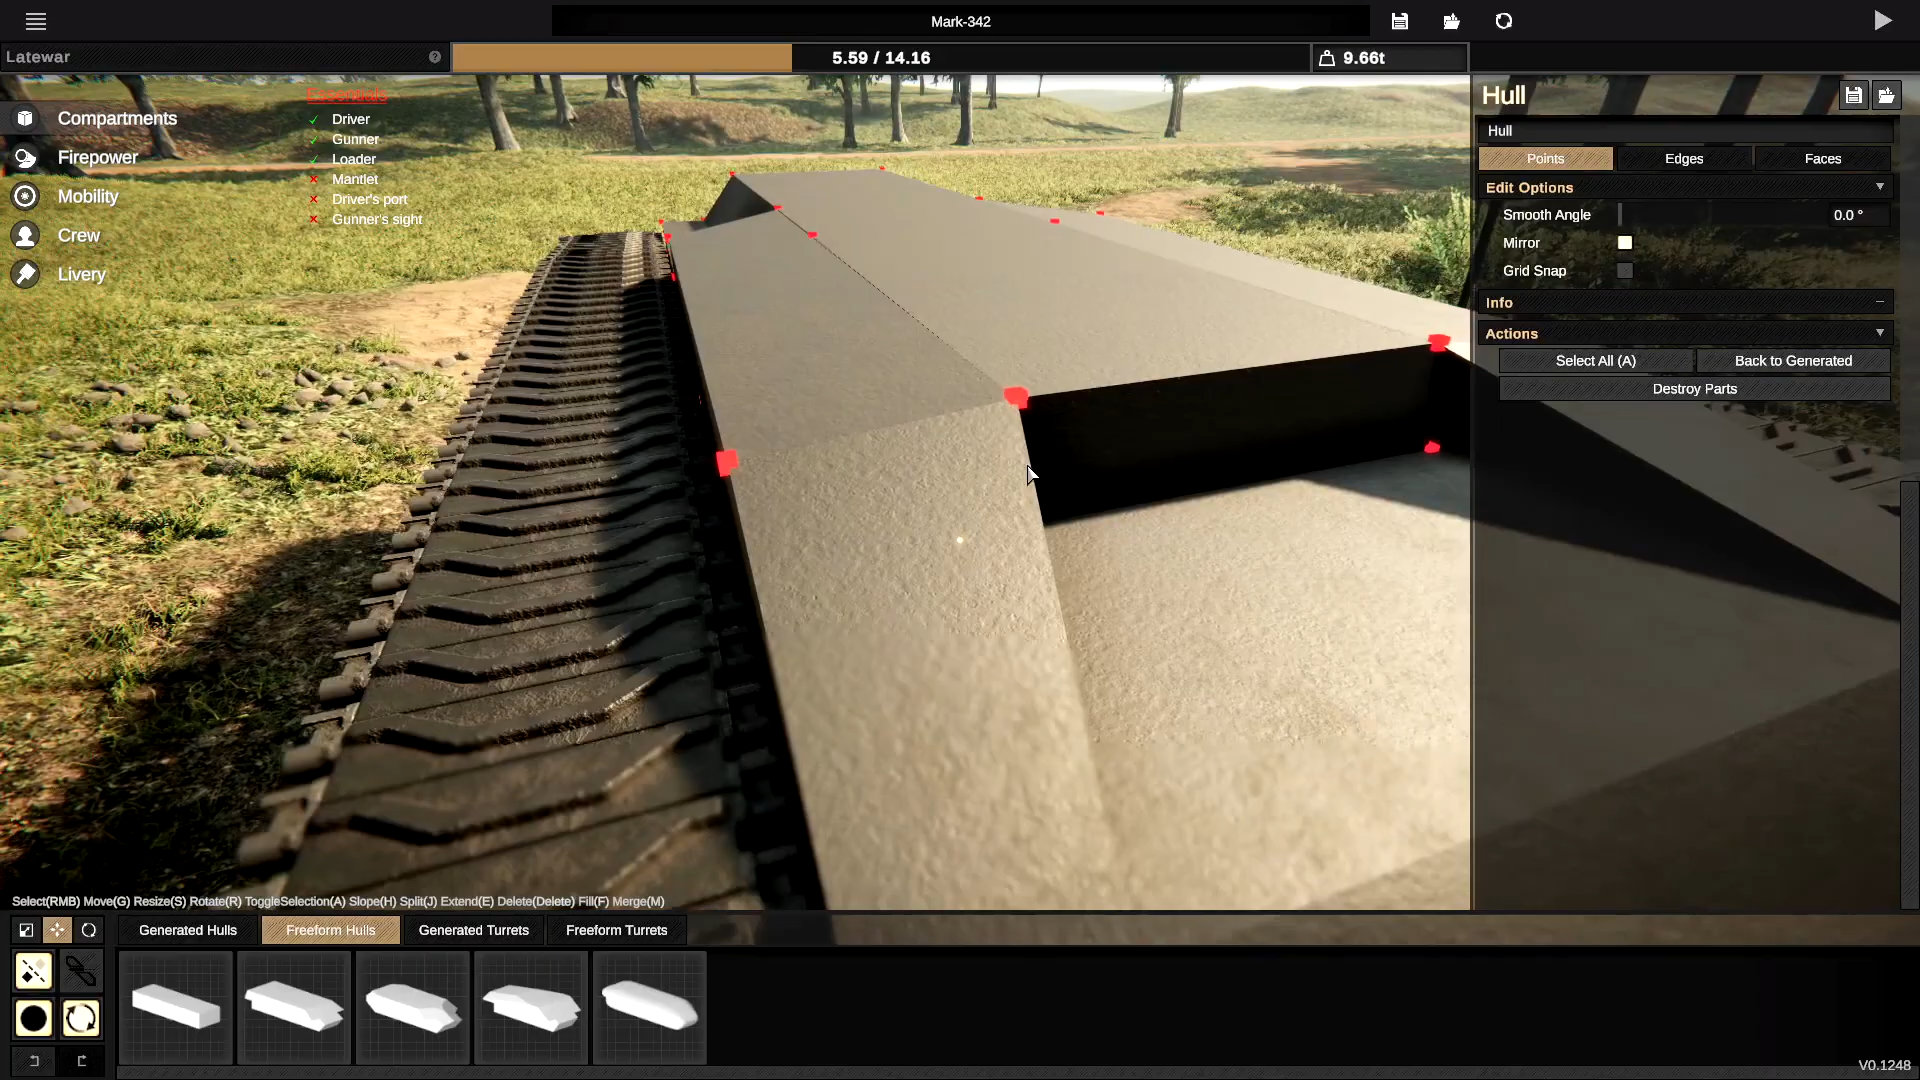 Mark-342
Latewar
?
5.59 / 14.16
9.66t
Compartments
Firepower
Mobility
Crew
Livery
Essentials
Driver
Gunner
Loader
Mantlet
Driver's port
Gunner's sight
Hull
Hull
Points
Edges
Faces
Edit Options
Smooth Angle
0.0 °
Mirror
Grid Snap
Info
Actions
Select All (A)
Back to Generated
Destroy Parts
Select(RMB) Move(G) Resize(S) Rotate(R) ToggleSelection(A) Slope(H) Split(J) Extend(E) Delete(Delete) Fill(F) Merge(M)
Generated Hulls
Freeform Hulls
Generated Turrets
Freeform Turrets
V0.1248